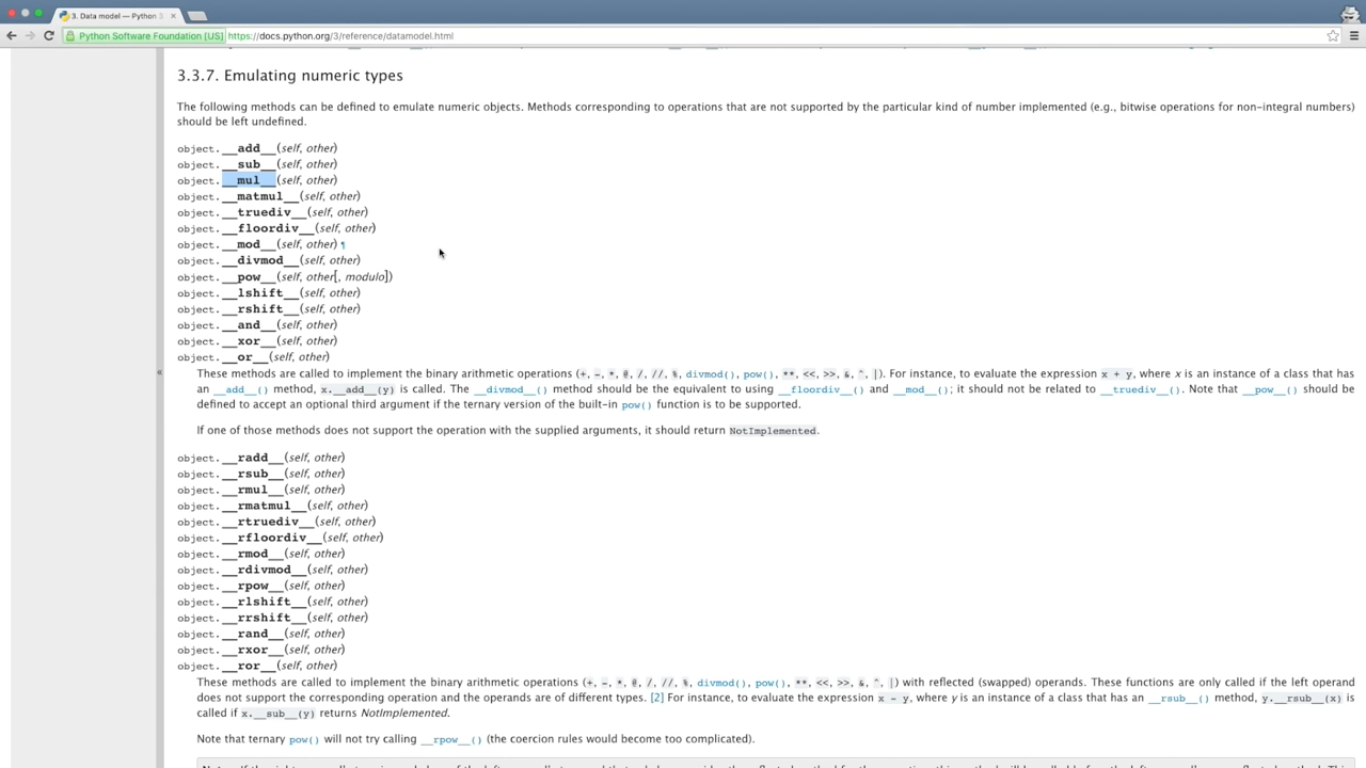 3. Data model — Python 3
Python Software Foundation [US] https://docs.python.org/3/reference/datamodel.html
3.3.7. Emulating numeric types
The following methods can be defined to emulate numeric objects. Methods corresponding to operations that are not supported by the particular kind of number implemented (e.g., bitwise operations for non-integral numbers)
should be left undefined.
object.__add__(self, other)
object.__sub__(self, other)
object.__mul__(self, other)
object.__matmul__(self, other)
object.__truediv__(self, other)
object.__floordiv__(self, other)
object.__mod__(self, other) ¶
object.__divmod__(self, other)
object.__pow__(self, other[, modulo])
object.__lshift__(self, other)
object.__rshift__(self, other)
object.__and__(self, other)
object.__xor__(self, other)
object.__or__(self, other)
«
These methods are called to implement the binary arithmetic operations (+, -, *, @, /, //, %, divmod(), pow(), **, <<, >>, &, ^, |). For instance, to evaluate the expression x + y, where x is an instance of a class that has
an __add__() method, x.__add__(y) is called. The __divmod__() method should be the equivalent to using __floordiv__() and __mod__(); it should not be related to __truediv__(). Note that __pow__() should be
defined to accept an optional third argument if the ternary version of the built-in pow() function is to be supported.
If one of those methods does not support the operation with the supplied arguments, it should return NotImplemented.
object.__radd__(self, other)
object.__rsub__(self, other)
object.__rmul__(self, other)
object.__rmatmul__(self, other)
object.__rtruediv__(self, other)
object.__rfloordiv__(self, other)
object.__rmod__(self, other)
object.__rdivmod__(self, other)
object.__rpow__(self, other)
object.__rlshift__(self, other)
object.__rrshift__(self, other)
object.__rand__(self, other)
object.__rxor__(self, other)
object.__ror__(self, other)
These methods are called to implement the binary arithmetic operations (+, -, *, @, /, //, %, divmod(), pow(), **, <<, >>, &, ^, |) with reflected (swapped) operands. These functions are only called if the left operand
does not support the corresponding operation and the operands are of different types. [2] For instance, to evaluate the expression x - y, where y is an instance of a class that has an __rsub__() method, y.__rsub__(x) is
called if x.__sub__(y) returns NotImplemented.
Note that ternary pow() will not try calling __rpow__() (the coercion rules would become too complicated).